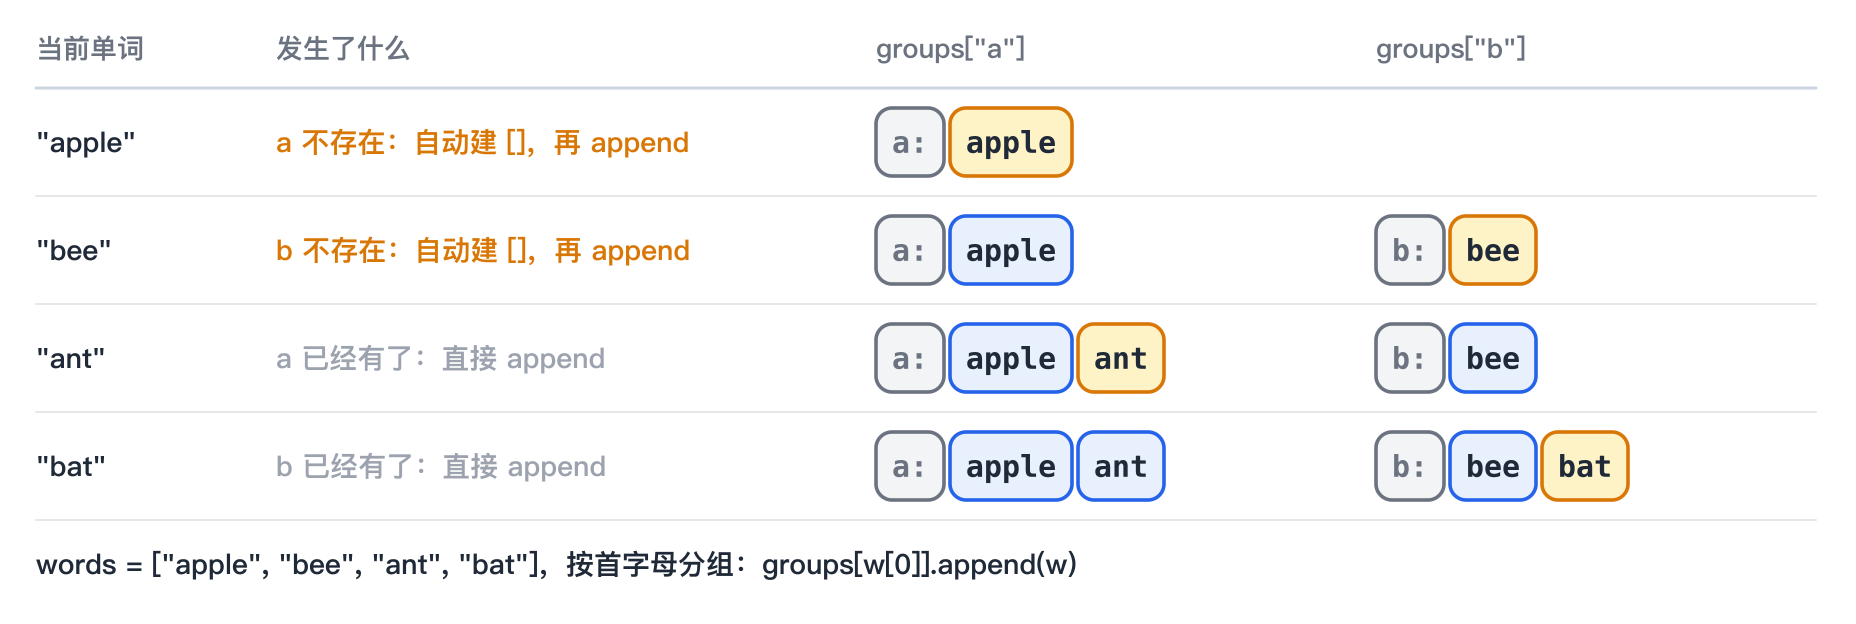 当前单词 发生了什么 groups["a"] groups["b"]
"apple" a 不存在：自动建 []，再 append a: apple
"bee" b 不存在：自动建 []，再 append a: apple b: bee
"ant" a 已经有了：直接 append a: apple ant b: bee
"bat" b 已经有了：直接 append a: apple ant b: bee bat
words = ["apple", "bee", "ant", "bat"]，按首字母分组：groups[w[0]].append(w)